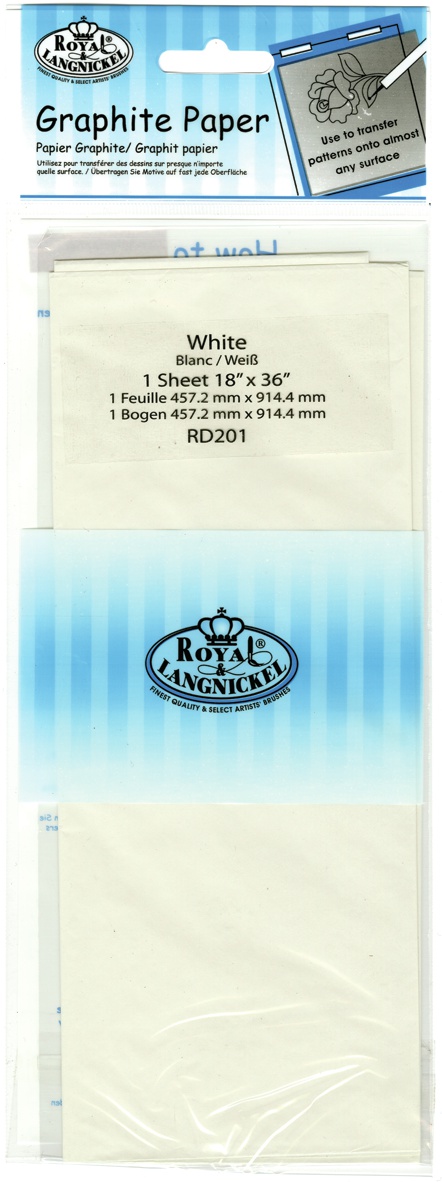 ROYAL ®
&
LANGNICKEL
FINEST QUALITY & SELECT ARTISTS' BRUSHES
Graphite Paper
Papier Graphite/ Graphit papier
Utilisez pour transférer des dessins sur presque n'importe
quelle surface. / Übertragen Sie Motive auf fast jede Oberfläche
Use to transfer
patterns onto almost
any surface
How to
White
Blanc / Weiß
1 Sheet 18” x 36”
1 Feuille 457.2 mm x 914.4 mm
1 Bogen 457.2 mm x 914.4 mm
RD201
ROYAL ®
&
LANGNICKEL
FINEST QUALITY & SELECT ARTISTS' BRUSHES